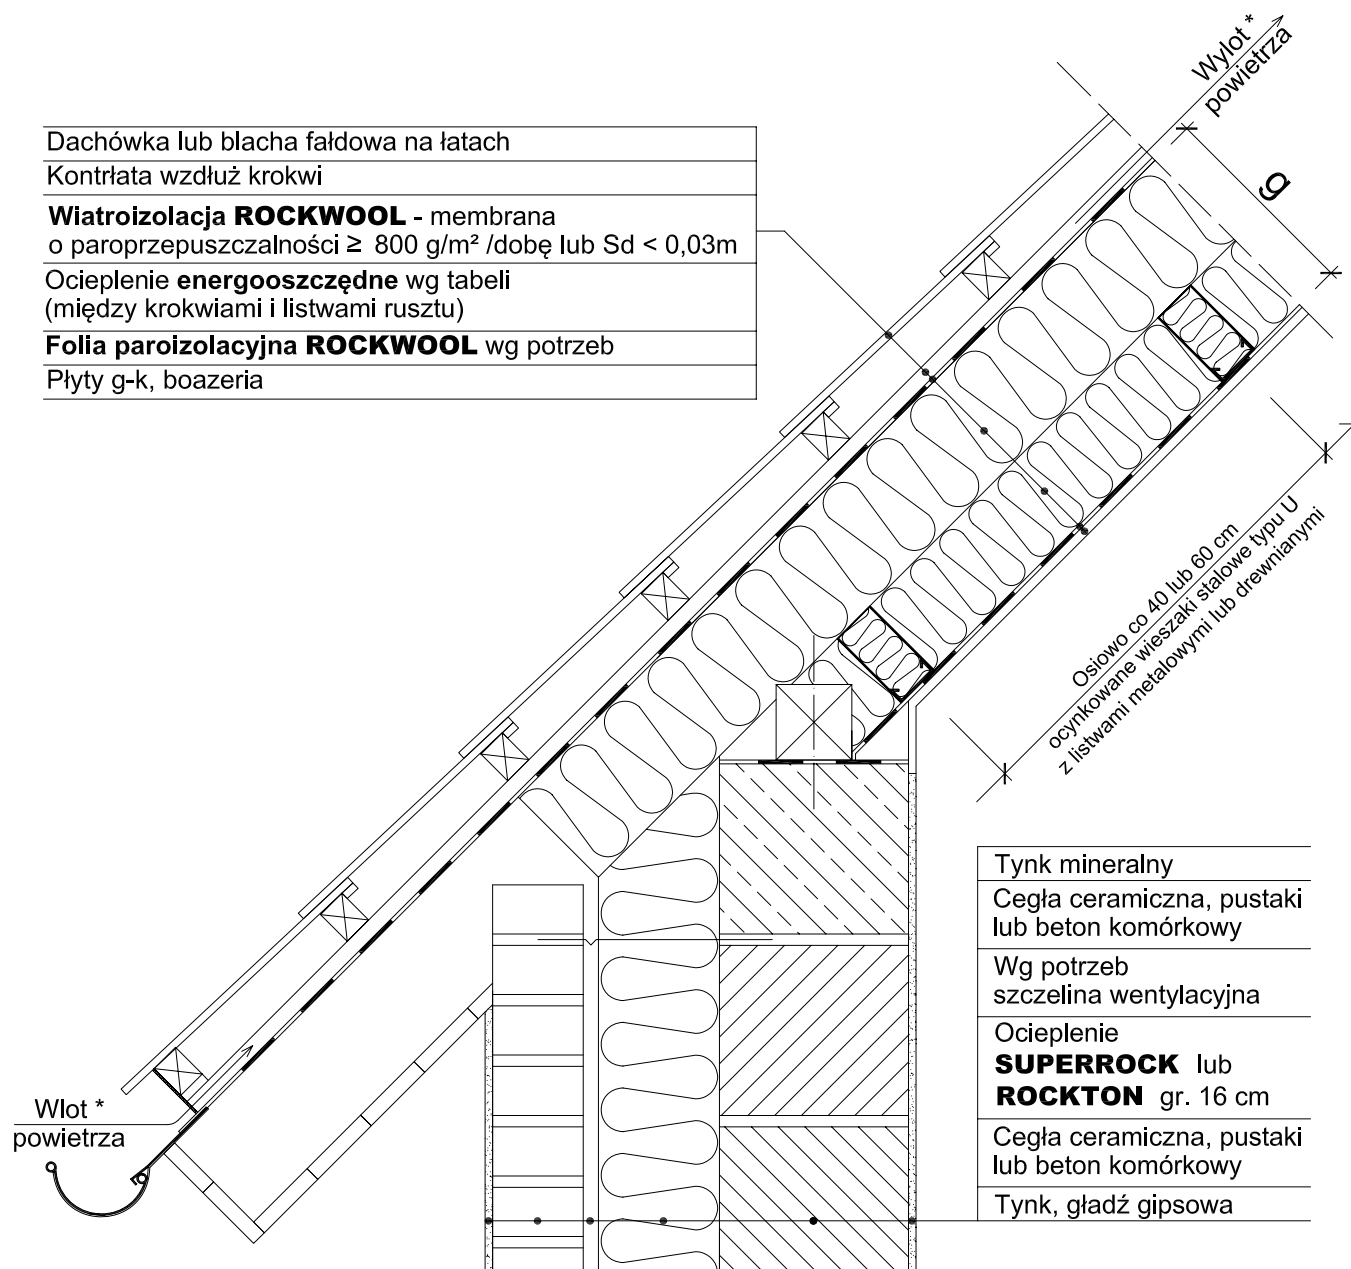 Wylot *
powietrza
g
Dachówka lub blacha fałdowa na łatach
Kontrłata wzdłuż krokwi
Wiatroizolacja ROCKWOOL - membrana
o paroprzepuszczalności ≥ 800 g/m² /dobę lub Sd < 0,03m
Ocieplenie energooszczędne wg tabeli
(między krokwiami i listwami rusztu)
Folia paroizolacyjna ROCKWOOL wg potrzeb
Płyty g-k, boazeria
Osiowo co 40 lub 60 cm
ocynkowane wieszaki stalowe typu U
z listwami metalowymi lub drewnianymi
Tynk mineralny
Cegła ceramiczna, pustaki
lub beton komórkowy
Wg potrzeb
szczelina wentylacyjna
Ocieplenie
SUPERROCK lub
ROCKTON gr. 16 cm
Cegła ceramiczna, pustaki
lub beton komórkowy
Tynk, gładź gipsowa
Wlot *
powietrza